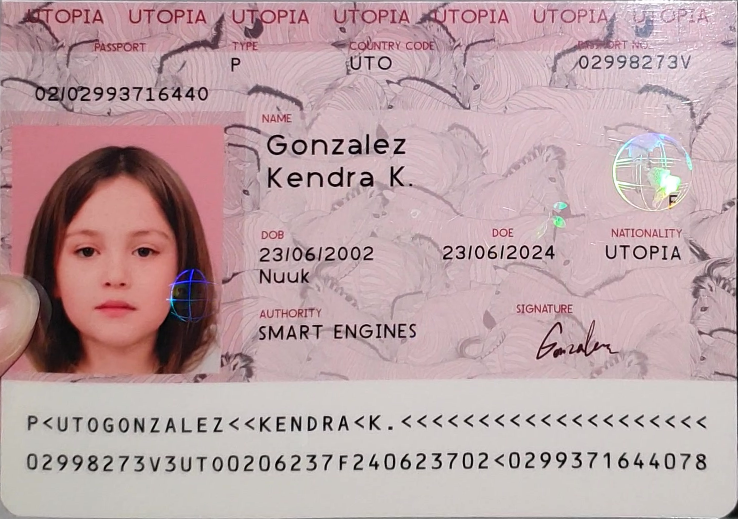 UTOPIA UTOPIA UTOPIA UTOPIA UTOPIA UTOPIA UTOPIA
PASSPORT TYPE COUNTRY CODE PASSPORT NO.
P UTO 02998273V
02/02993716440
NAME
Gonzalez
Kendra K.
F
DOB DOE NATIONALITY
23/06/2002 23/06/2024 UTOPIA
Nuuk
AUTHORITY SIGNATURE
SMART ENGINES
Gonzalez
P<UTOGONZALEZ<<KENDRA<K.<<<<<<<<<<<<<<<<<<<<
02998273V3UTO0206237F240623702<0299371644078